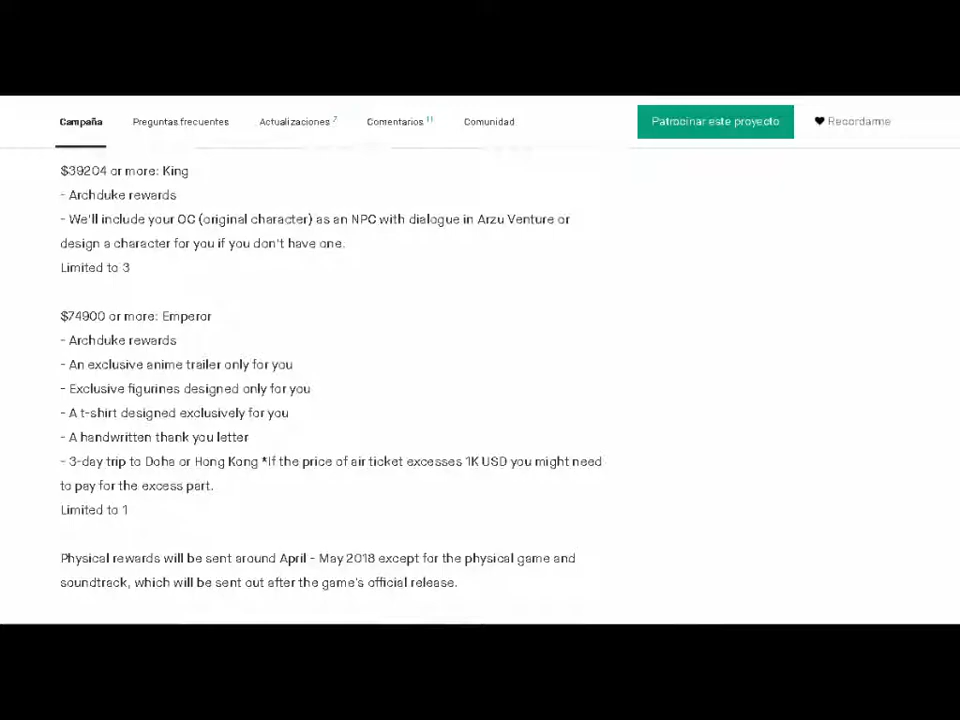 Campaña Preguntas frecuentes Actualizaciones 7 Comentarios 11 Comunidad Patrocinar este proyecto Recordarme
$39204 or more: King
- Archduke rewards
- We'll include your OC (original character) as an NPC with dialogue in Arzu Venture or
design a character for you if you don't have one.
Limited to 3
$74900 or more: Emperor
- Archduke rewards
- An exclusive anime trailer only for you
- Exclusive figurines designed only for you
- A t-shirt designed exclusively for you
- A handwritten thank you letter
- 3-day trip to Doha or Hong Kong *If the price of air ticket excesses 1K USD you might need
to pay for the excess part.
Limited to 1
Physical rewards will be sent around April - May 2018 except for the physical game and
soundtrack, which will be sent out after the game's official release.